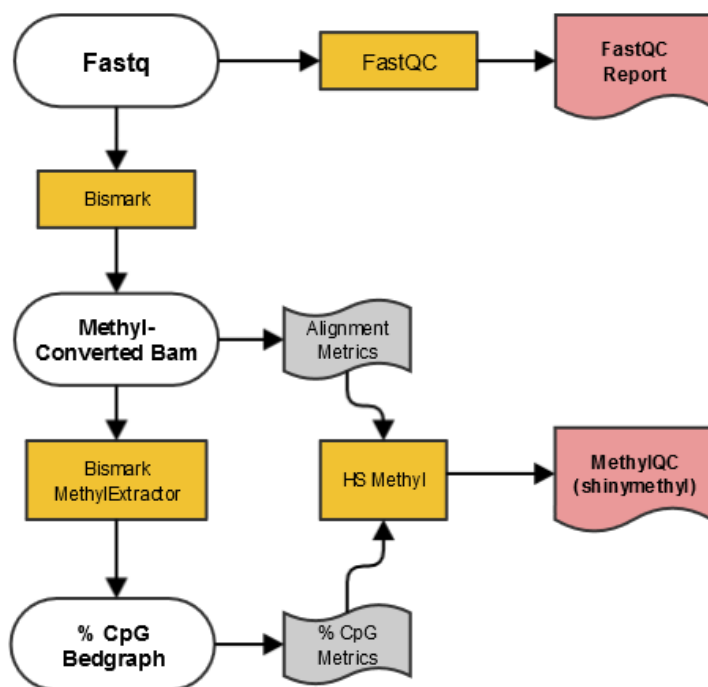 Fastq
FastQC
FastQC
Report
Bismark
Methyl-
Converted Bam
Alignment
Metrics
Bismark
MethylExtractor
HS Methyl
MethylQC
(shinymethyl)
% CpG
Bedgraph
% CpG
Metrics